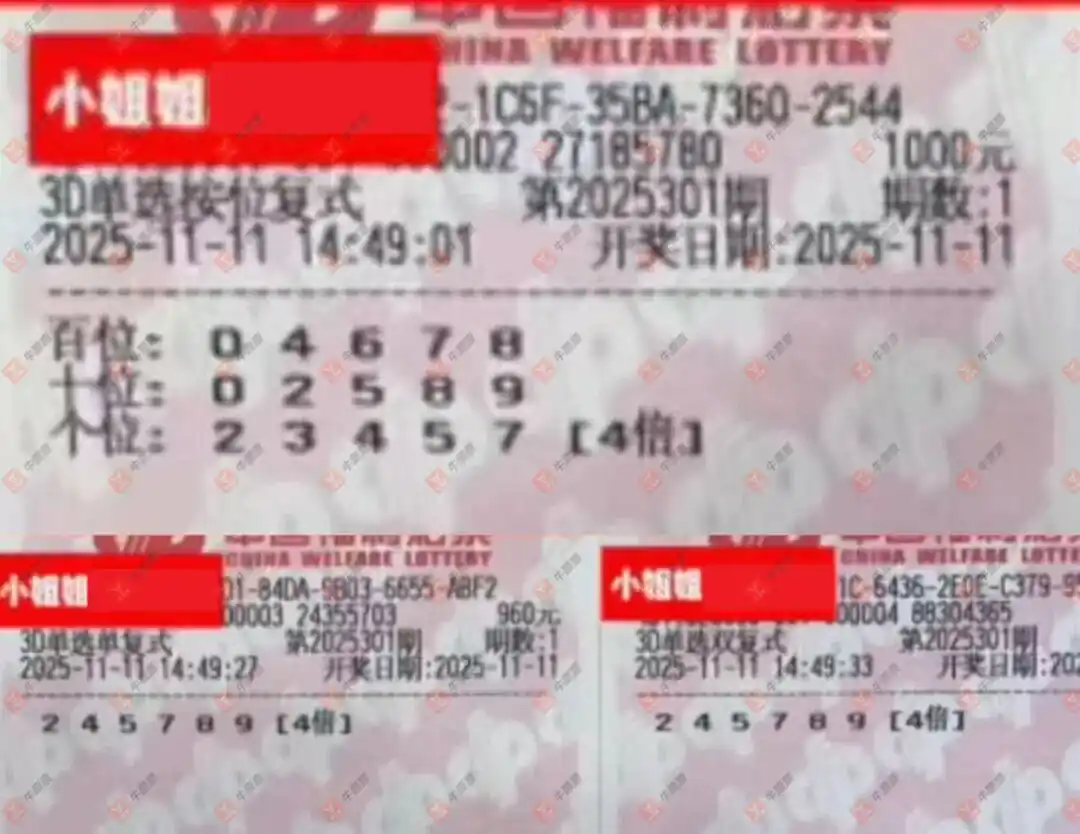 CHINA WELFARE LOTTERY
小姐姐
-1C6F-35BA-7360-2544
0002 27185780 1000元
3D单选按位复式 第2025301期 期数:1
2025-11-11 14:49:01 开奖日期:2025-11-11
百位: 0 4 6 7 8
十位: 0 2 5 8 9
个位: 2 3 4 5 7 [4倍]
CHINA WELFARE LOTTERY
小姐姐
01-84DA-9B03-6655-ABF2
00003 24355703 960元
3D单选单复式 第2025301期 期数:1
2025-11-11 14:49:27 开奖日期:2025-11-11
2 4 5 7 8 9 [4倍]
CHINA WELFARE LOTTE
小姐姐
1C-6436-2E0E-C379-9
00004 88304365
3D单选双复式 第2025301期
2025-11-11 14:49:33 开奖日期:202
2 4 5 7 8 9 [4倍]